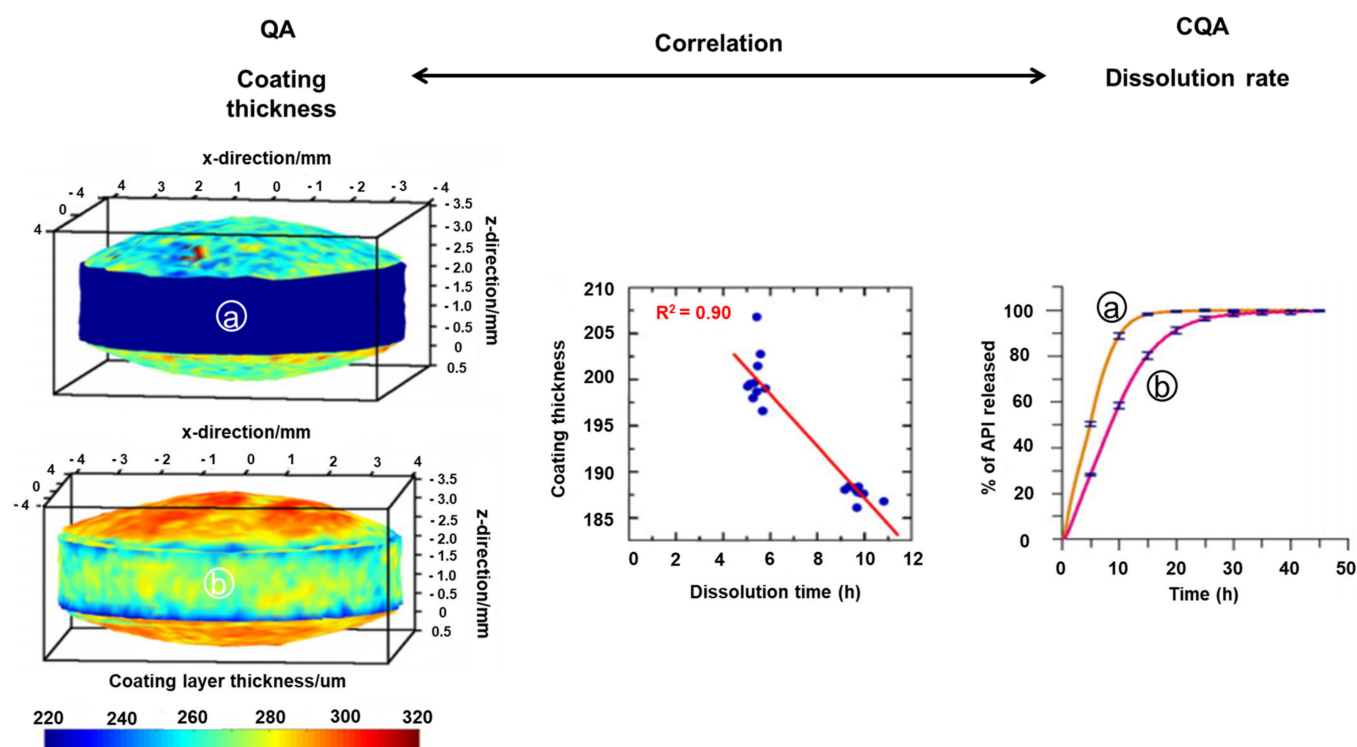 QA
Correlation
CQA
Coating
thickness
Dissolution rate
x-direction/mm
- 4 4 3 2 1 0 - 1 - 2 - 3 - 4
0
4
- 3.5
- 3.0
- 2.5
- 2.0
- 1.5
- 1.0
- 0.5
0
0.5
z-direction/mm
a
x-direction/mm
4 - 4 - 3 - 2 - 1 0 1 2 3 4
0
- 4
- 3.5
- 3.0
- 2.5
- 2.0
- 1.5
- 1.0
- 0.5
0
0.5
z-direction/mm
b
Coating layer thickness/um
220 240 260 280 300 320
210
205
200
195
190
185
Coating thickness
R2 = 0.90
0 2 4 6 8 10 12
Dissolution time (h)
100
80
60
40
20
0
% of API released
a
b
0 10 20 30 40 50
Time (h)